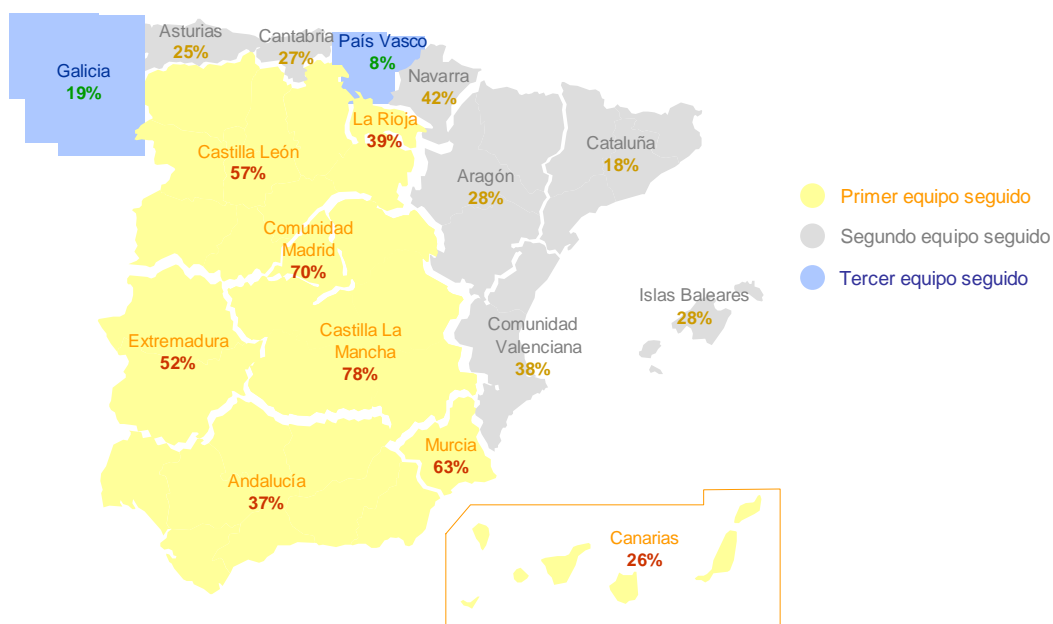 Asturias
25%
Cantabria
27%
País Vasco
8%
Galicia
19%
Navarra
42%
La Rioja
39%
Castilla León
57%
Cataluña
18%
Aragón
28%
Comunidad
Madrid
70%
Primer equipo seguido
Segundo equipo seguido
Tercer equipo seguido
Islas Baleares
28%
Extremadura
52%
Castilla La
Mancha
78%
Comunidad
Valenciana
38%
Murcia
63%
Andalucía
37%
Canarias
26%